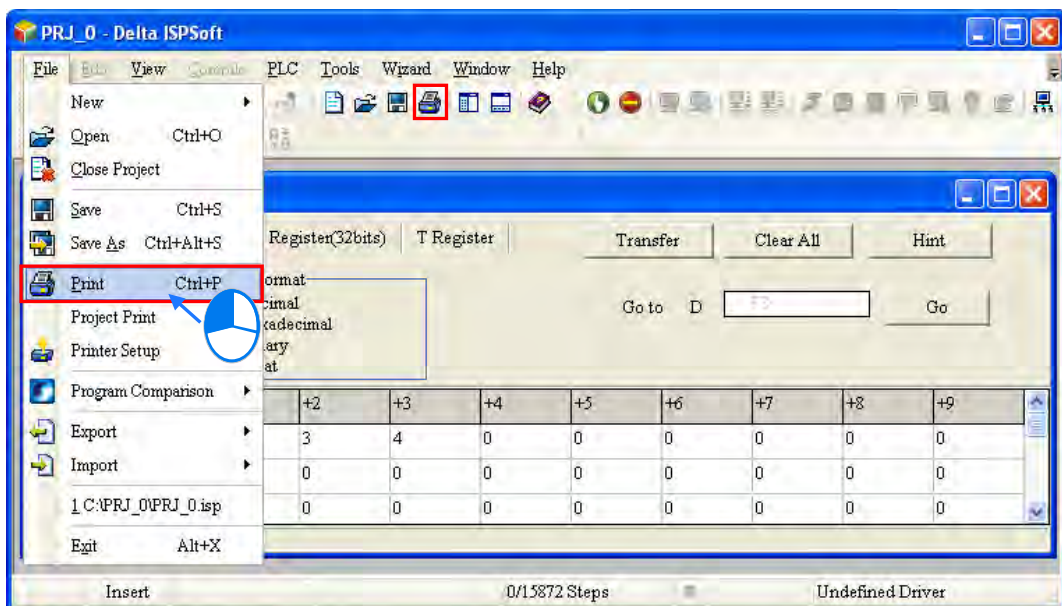 PRJ_0 - Delta ISPSoft
File Edit View Compile PLC Tools Wizard Window Help
New
Open Ctrl+O
Close Project
Save Ctrl+S
Save As Ctrl+Alt+S
Register(32bits) T Register Transfer Clear All Hint
Print Ctrl+P
ormat
cimal
Go to D Go
Project Print
xadecimal
Printer Setup
ary
at
Program Comparison
+2 +3 +4 +5 +6 +7 +8 +9
Export
3 4 0 0 0 0 0 0
Import
0 0 0 0 0 0 0 0
1 C:\PRJ_0\PRJ_0.isp
0 0 0 0 0 0 0 0
Exit Alt+X
Insert 0/15872 Steps Undefined Driver